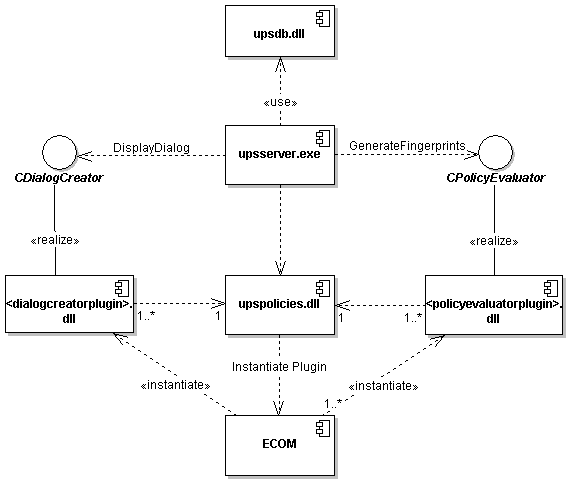 upsdb.dll
«use»
DisplayDialog
upsserver.exe
GenerateFingerprints
CDialogCreator
CPolicyEvaluator
«realize»
«realize»
<dialogcreatorplugin>.
dll
1..*
1
upspolicies.dll
1
1..*
<policyevaluatorplugin>.
dll
Instantiate Plugin
«instantiate»
«instantiate»
1..*
ECOM